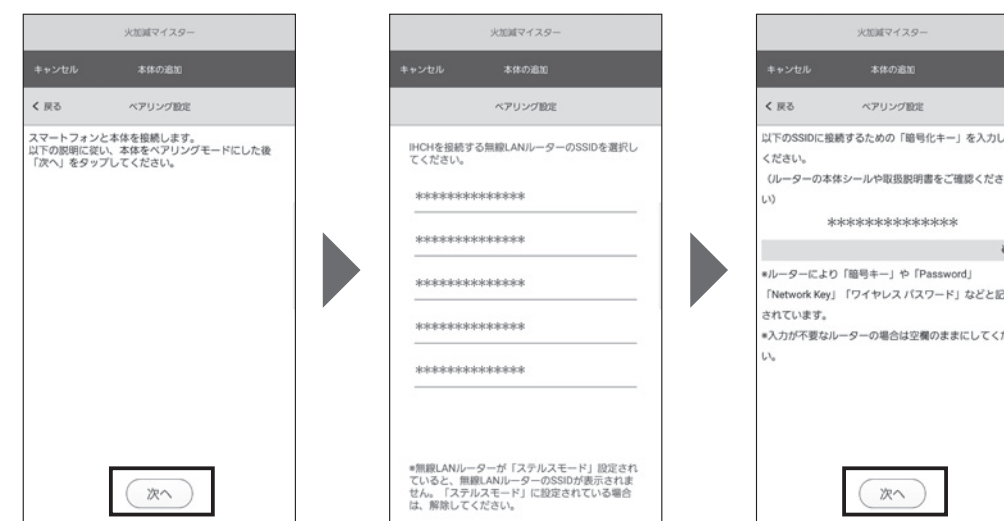 火加減マイスター
キャンセル 本体の追加
く 戻る ペアリング設定
スマートフォンと本体を接続します。
以下の説明に従い、本体をペアリングモードにした後
「次へ」をタップしてください。
次へ
火加減マイスター
キャンセル 本体の追加
ペアリング設定
IHCHを接続する無線LANルーターのSSIDを選択し
てください。
**************
**************
**************
**************
**************
*無線LANルーターが「ステルスモード」設定され
ていると、無線LANルーターのSSIDが表示されま
せん。「ステルスモード」に設定されている場合
は、解除してください。
火加減マイスター
キャンセル 本体の追加
く 戻る ペアリング設定
以下のSSIDに接続するための「暗号化キー」を入力し
ください。
（ルーターの本体シールや取扱説明書をご確認くださ
い）
**************
*ルーターにより「暗号キー」や「Password」
「Network Key」「ワイヤレス パスワード」などと記
されています。
*入力が不要なルーターの場合は空欄のままにしてくだ
い。
次へ